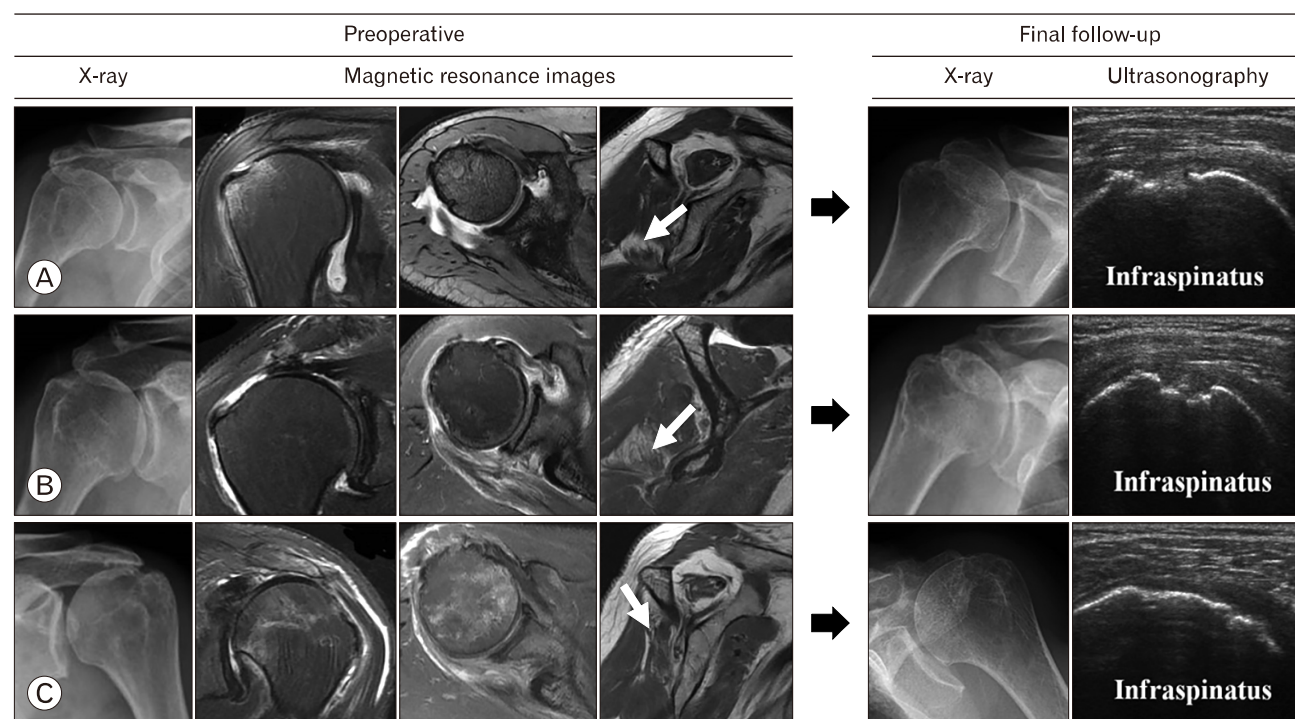 Preoperative
Final follow-up
X-ray
Magnetic resonance images
X-ray
Ultrasonography
A
Infraspinatus
B
Infraspinatus
C
Infraspinatus